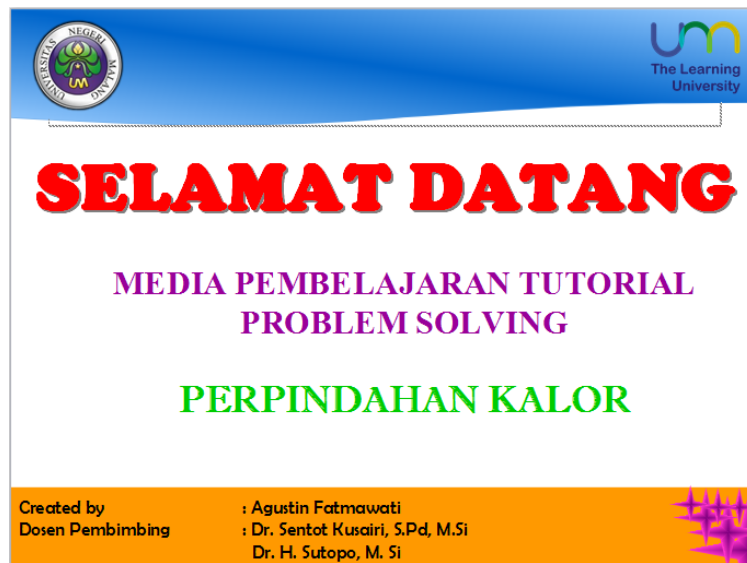 UNIVERSITAS NEGERI MALANG
UM
um
The Learning
University
SELAMAT DATANG
MEDIA PEMBELAJARAN TUTORIAL
PROBLEM SOLVING
PERPINDAHAN KALOR
Created by : Agustin Fatmawati
Dosen Pembimbing : Dr. Sentot Kusairi, S.Pd, M.Si
Dr. H. Sutopo, M. Si